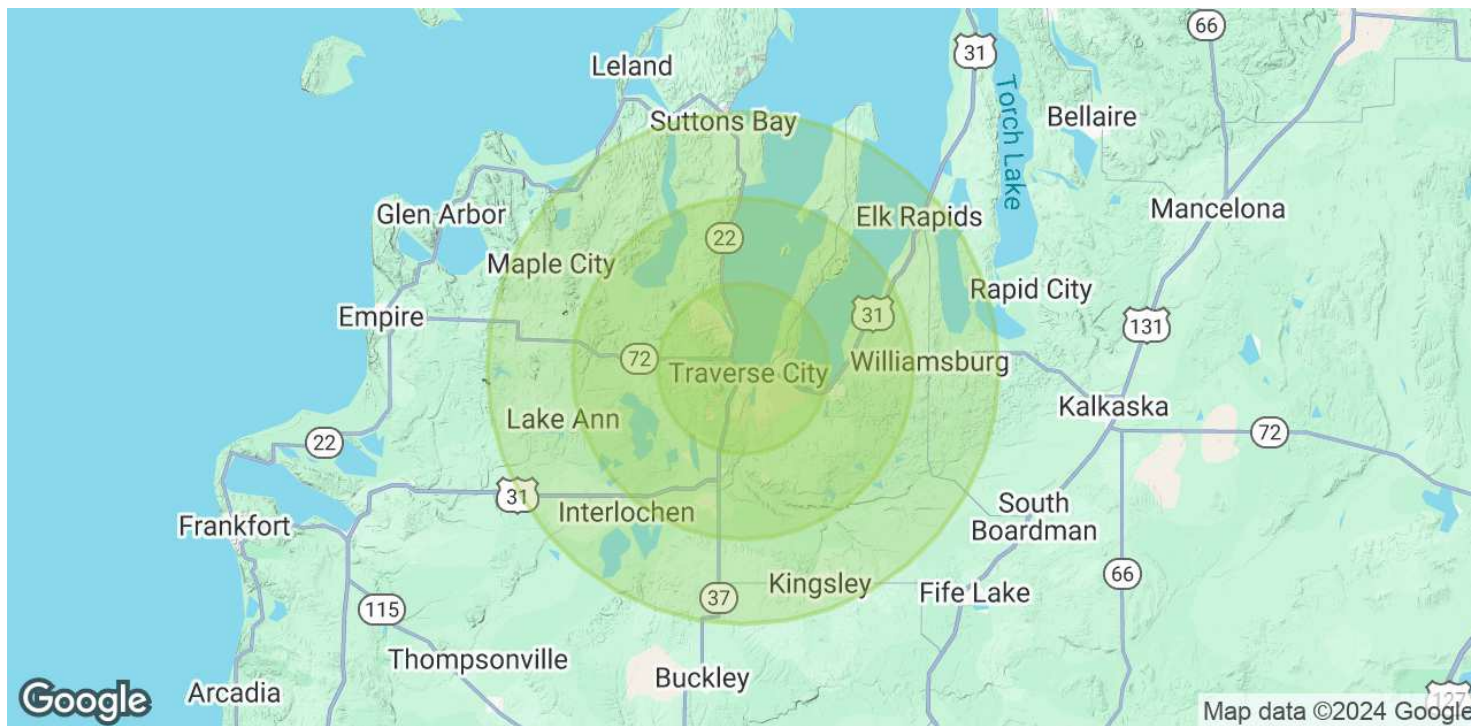 66
31
Leland
Torch Lake
Bellaire
Suttons Bay
Glen Arbor
Elk Rapids
Mancelona
22
Maple City
Rapid City
Empire
31
131
72
Traverse City
Williamsburg
Kalkaska
Lake Ann
22
72
31
Interlochen
South
Boardman
Frankfort
Kingsley
66
37
Fife Lake
115
Thompsonville
Buckley
Arcadia
127
Google
Map data ©2024 Google